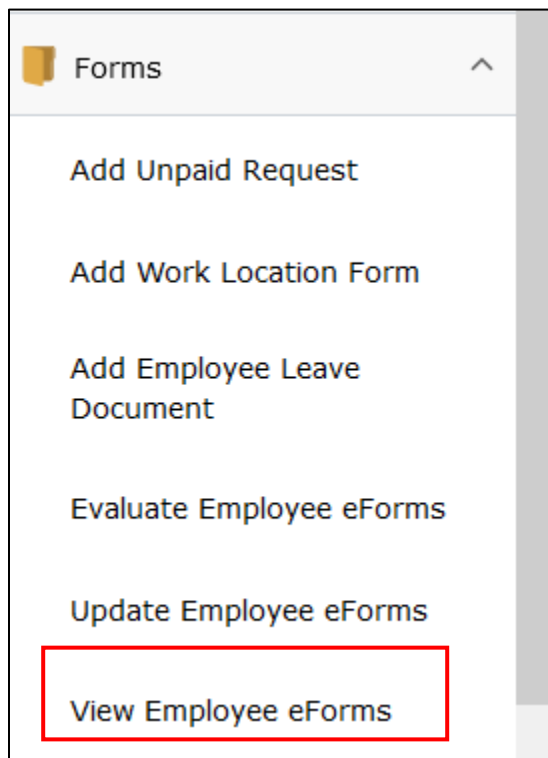 Forms
Add Unpaid Request
Add Work Location Form
Add Employee Leave
Document
Evaluate Employee eForms
Update Employee eForms
View Employee eForms